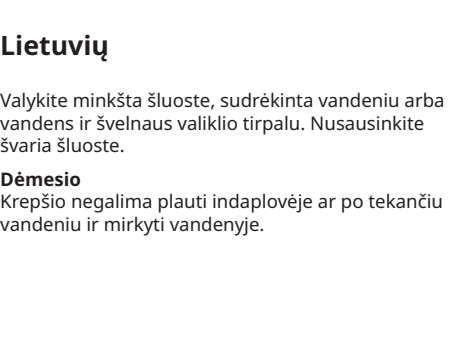 Lietuvių
Valykite minkšta šluoste, sudrėkinta vandeniu arba
vandens ir švelnaus valiklio tirpalu. Nusausinkite
švaria šluoste.
Dėmesio
Krepšio negalima plauti indaplovėje ar po tekančiu
vandeniu ir mirkyti vandenyje.